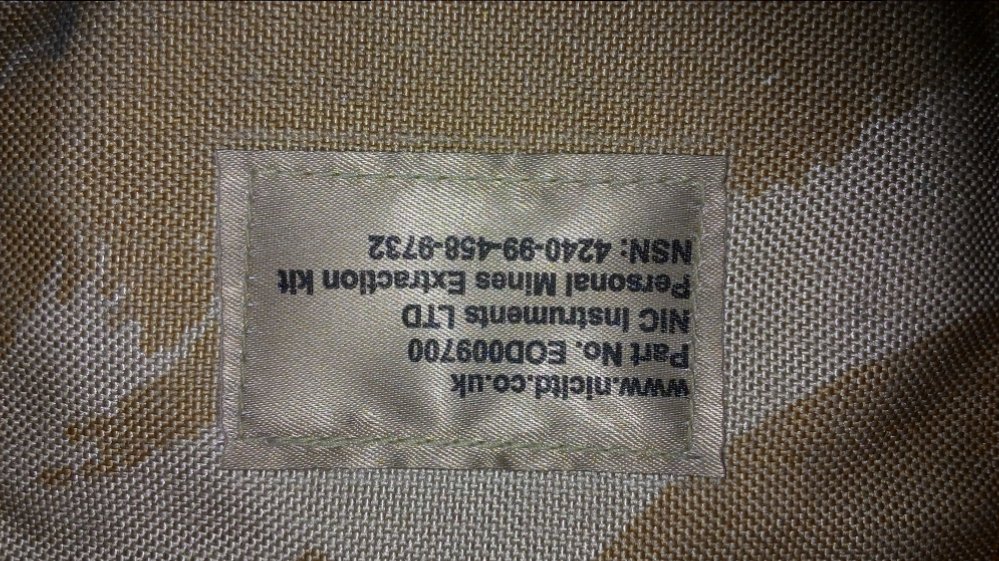 www.nicltd.co.uk
Part No. EOD009700
NIC Instruments LTD
Personal Mines Extraction kit
NSN: 4240-99-458-9732